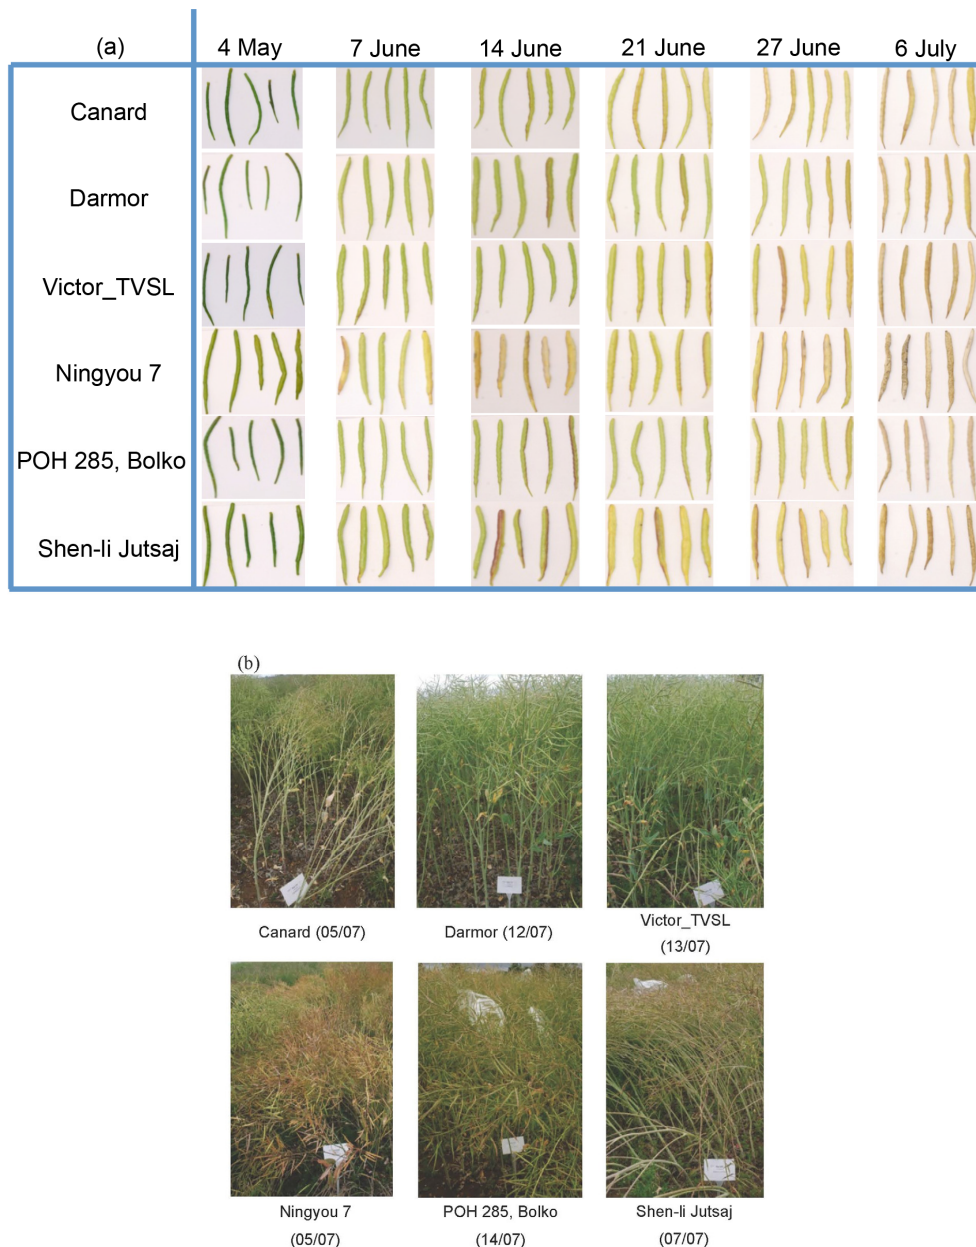 (a) 4 May 7 June 14 June 21 June 27 June 6 July
Canard
Darmor
Victor_TVSL
Ningyou 7
POH 285, Bolko
Shen-li Jutsaj
(b)
Canard (05/07) Darmor (12/07) Victor_TVSL
(13/07)
Ningyou 7 POH 285, Bolko Shen-li Jutsaj
(05/07) (14/07) (07/07)